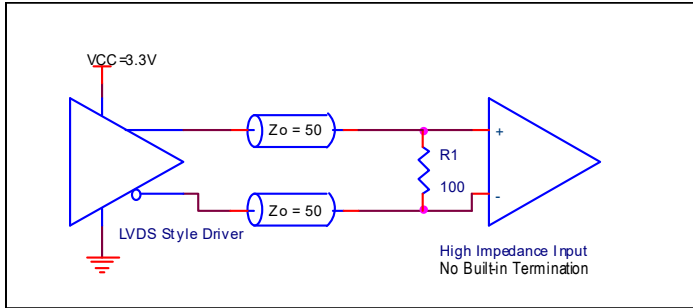 VCC=3.3V
Zo = 50
+
R1
100
Zo = 50
-
LVDS Style Driver
High Impedance Input
No Built-in Termination